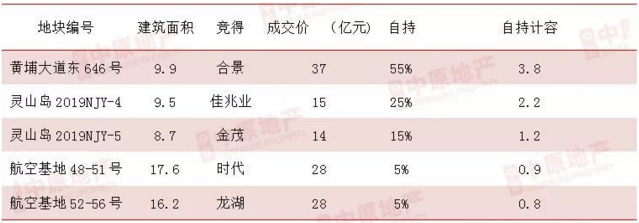 地块编号 建筑面积 竞得 成交价 （亿元) 自持 自持计容
黄埔大道东 646 号 9.9 合景 37 55% 3.8
灵山岛 2019NJY-4 9.5 佳兆业 15 25% 2.2
灵山岛 2019NJY-5 8.7 金茂 14 15% 1.2
航空基地 48-51 号 17.6 时代 28 5% 0.9
航空基地 52-56 号 16.2 龙湖 28 5% 0.8
中原地产